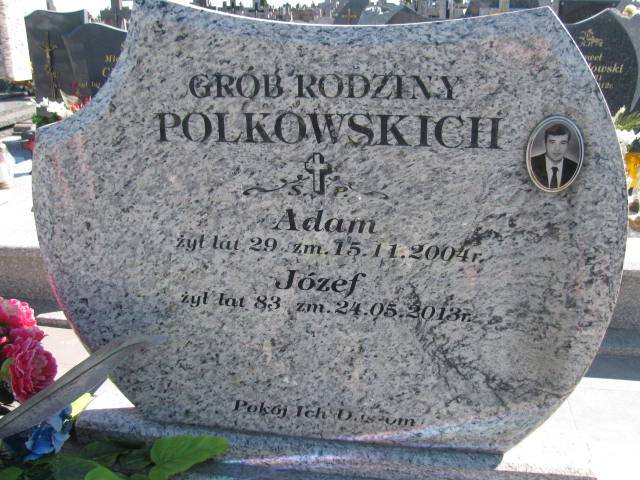 GRÓB RODZINY
POLKOWSKICH
Ś. P.
Adam
żył lat 29 zm. 15.11.2004r.
Józef
żył lat 83 zm. 24.05.2013r.
Pokój Ich Duszom